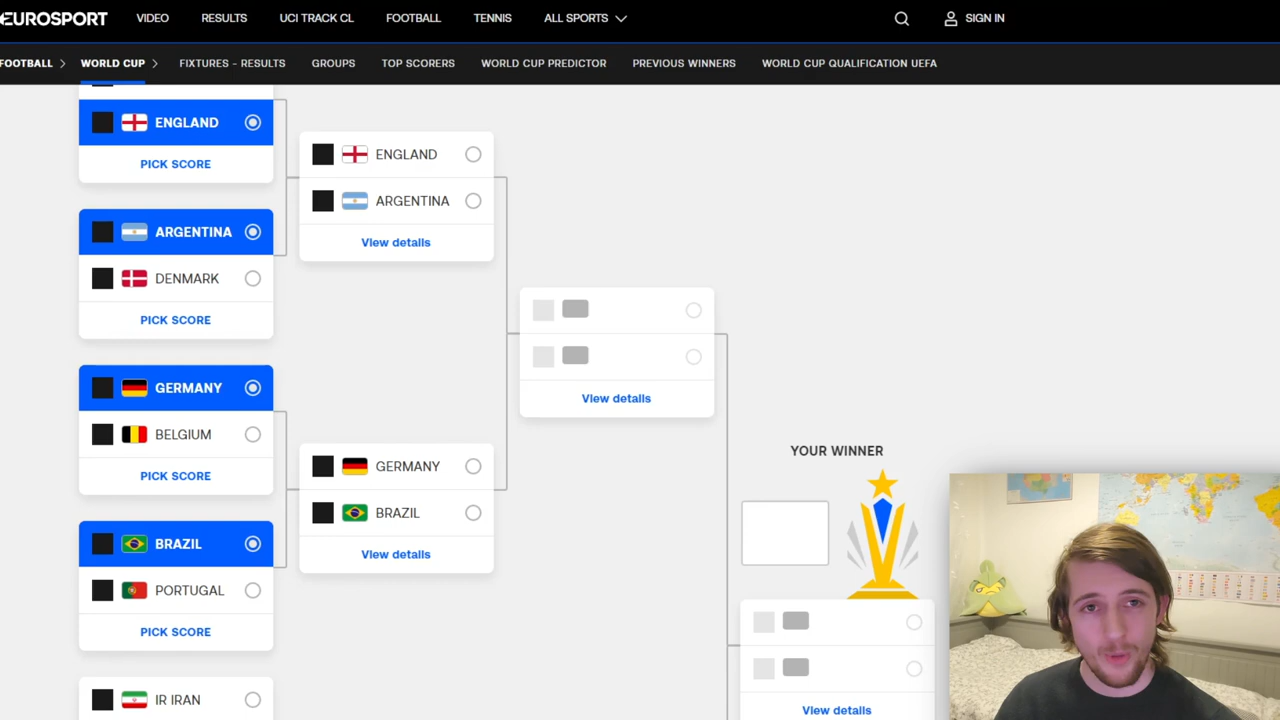 EUROSPORT
VIDEO
RESULTS
UCI TRACK CL
FOOTBALL
TENNIS
ALL SPORTS
SIGN IN
FOOTBALL
WORLD CUP
FIXTURES - RESULTS
GROUPS
TOP SCORERS
WORLD CUP PREDICTOR
PREVIOUS WINNERS
WORLD CUP QUALIFICATION UEFA
ENGLAND
PICK SCORE
ARGENTINA
DENMARK
PICK SCORE
GERMANY
BELGIUM
PICK SCORE
BRAZIL
PORTUGAL
PICK SCORE
IR IRAN
ENGLAND
ARGENTINA
View details
GERMANY
BRAZIL
View details
View details
YOUR WINNER
View details